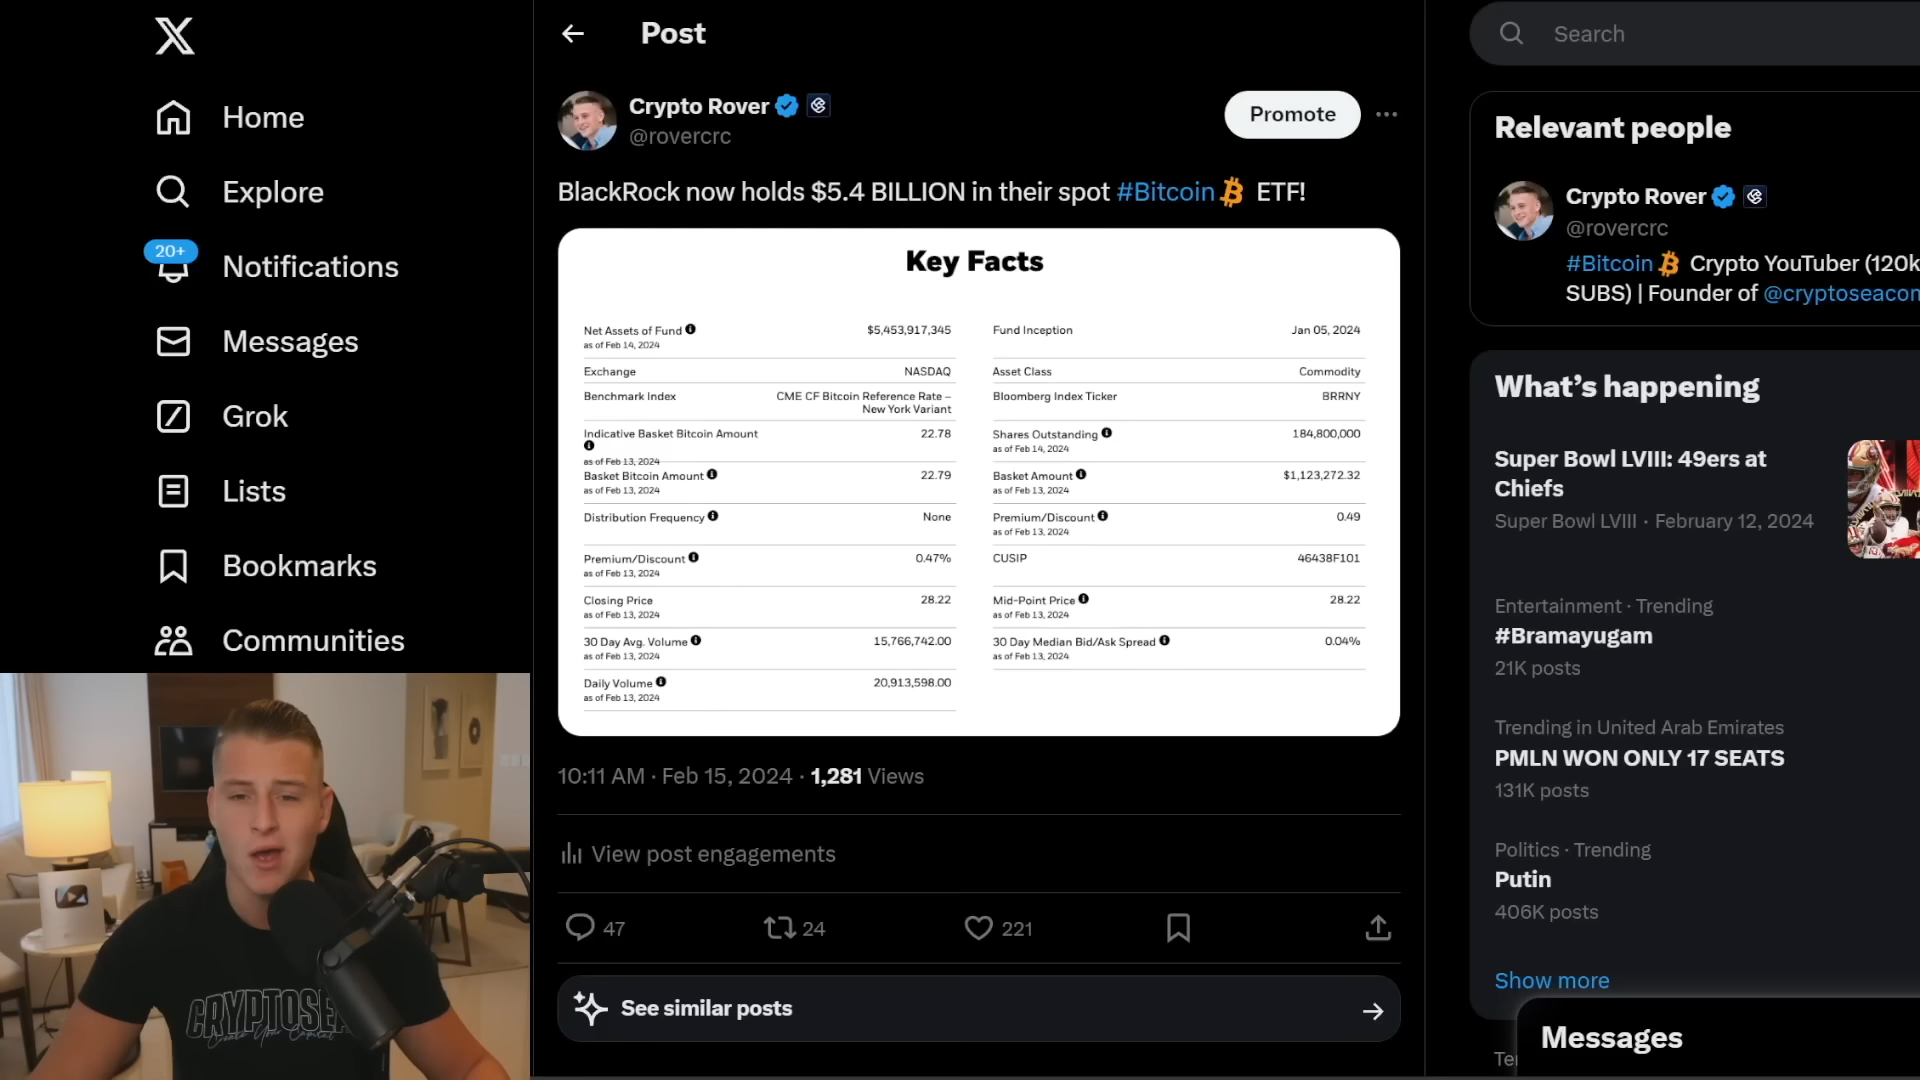 Home
Explore
20+
Notifications
Messages
Grok
Lists
Bookmarks
Communities
CRYPTOSEA
Create Your Capital
Post
Crypto Rover
@rovercrc
Promote
BlackRock now holds $5.4 BILLION in their spot #Bitcoin ETF!
Key Facts
Net Assets of Fund $5,453,917,345
as of Feb 14, 2024
Exchange NASDAQ
Benchmark Index CME CF Bitcoin Reference Rate –
New York Variant
Indicative Basket Bitcoin Amount 22.78
as of Feb 13, 2024
Basket Bitcoin Amount 22.79
as of Feb 13, 2024
Distribution Frequency None
Premium/Discount 0.47%
as of Feb 13, 2024
Closing Price 28.22
as of Feb 13, 2024
30 Day Avg. Volume 15,766,742.00
as of Feb 13, 2024
Daily Volume 20,913,598.00
as of Feb 13, 2024
Fund Inception Jan 05, 2024
Asset Class Commodity
Bloomberg Index Ticker BRRNY
Shares Outstanding 184,800,000
as of Feb 14, 2024
Basket Amount $1,123,272.32
as of Feb 13, 2024
Premium/Discount 0.49
as of Feb 13, 2024
CUSIP 46438F101
Mid-Point Price 28.22
as of Feb 13, 2024
30 Day Median Bid/Ask Spread 0.04%
as of Feb 13, 2024
10:11 AM · Feb 15, 2024 · 1,281 Views
View post engagements
47 24 221
See similar posts
Search
Relevant people
Crypto Rover
@rovercrc
#Bitcoin Crypto YouTuber (120k
SUBS) | Founder of @cryptoseacon
What's happening
Super Bowl LVIII: 49ers at
Chiefs
Super Bowl LVIII · February 12, 2024
Entertainment · Trending
#Bramayugam
21K posts
Trending in United Arab Emirates
PMLN WON ONLY 17 SEATS
131K posts
Politics · Trending
Putin
406K posts
Show more
Messages